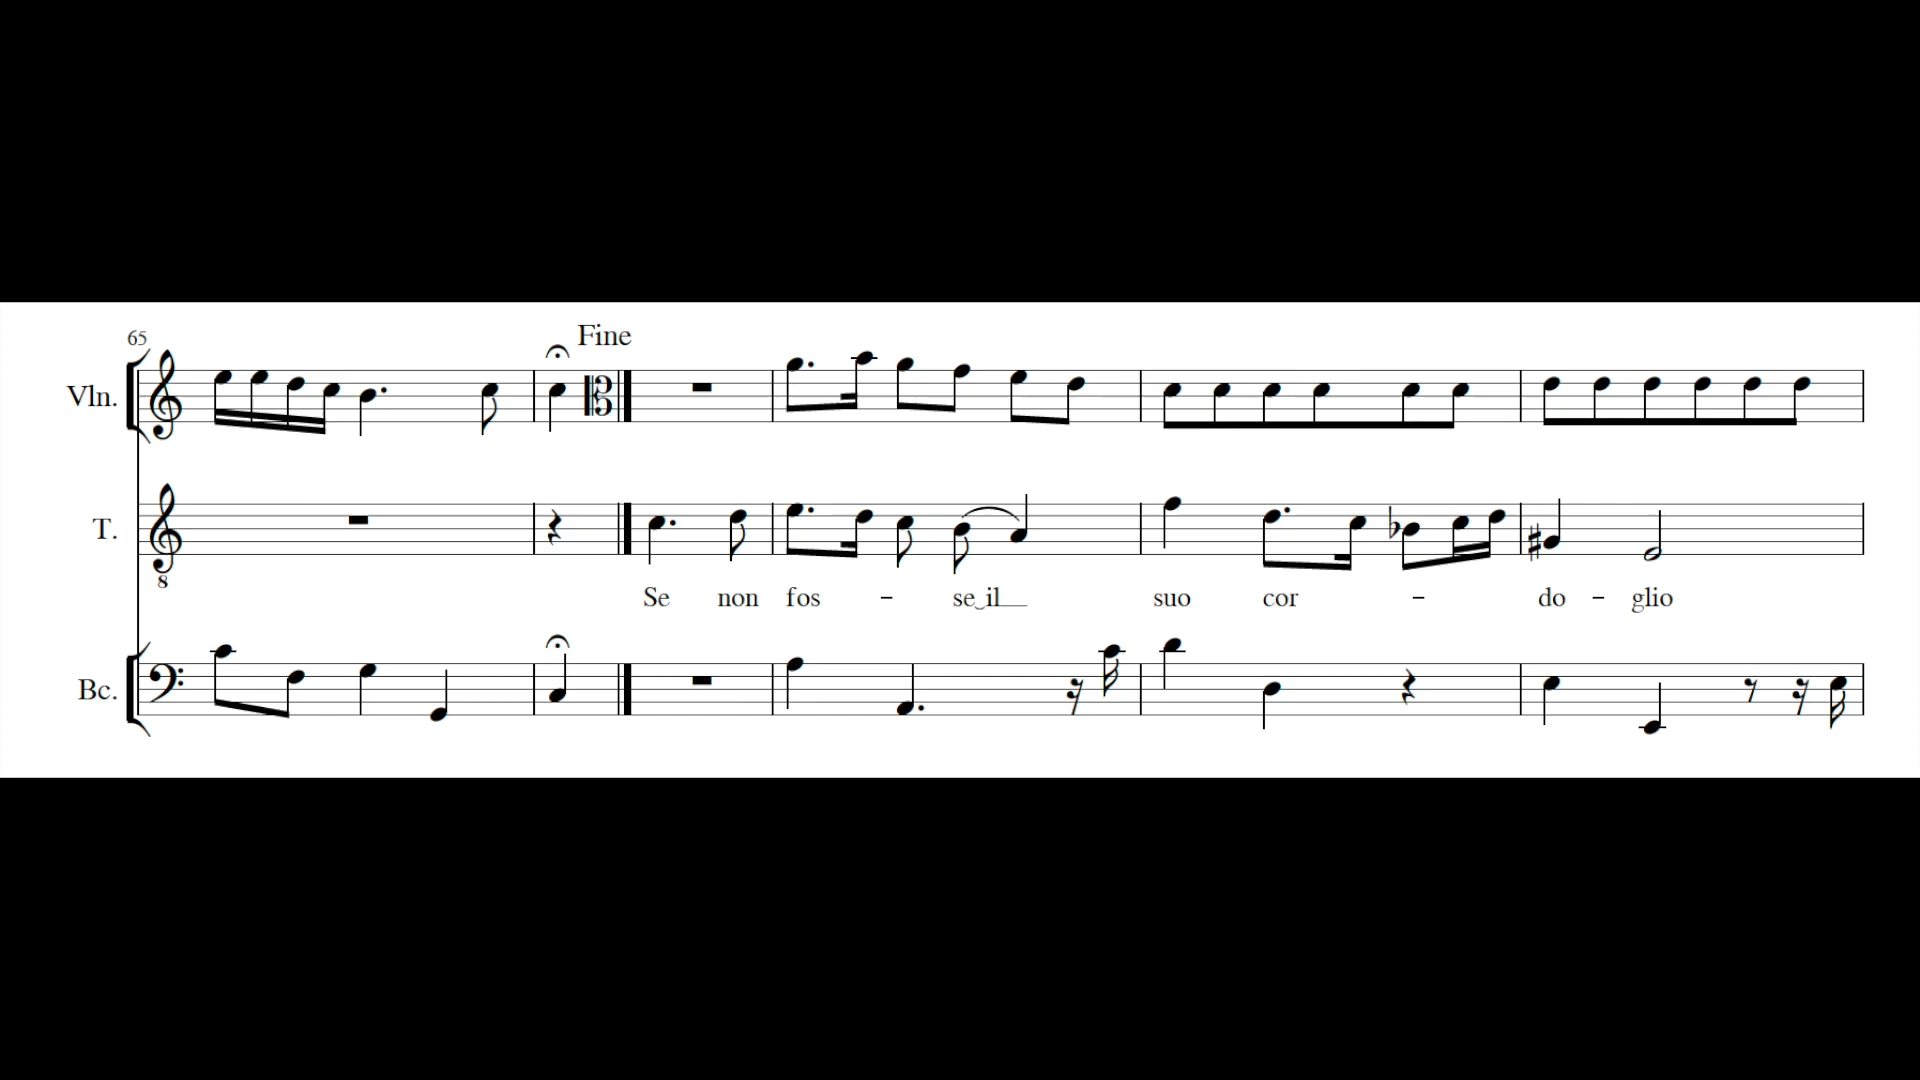 65
Fine
Vln.
T.
8
Se non fos - se‿il suo cor - do - glio
Bc.